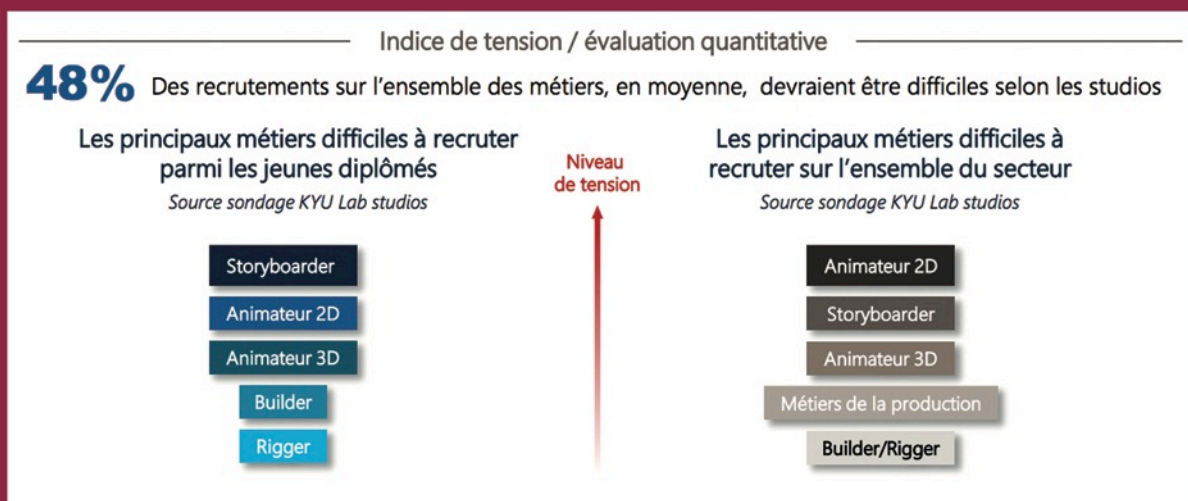 Indice de tension / évaluation quantitative
48% Des recrutements sur l'ensemble des métiers, en moyenne, devraient être difficiles selon les studios
Les principaux métiers difficiles à recruter
parmi les jeunes diplômés
Source sondage KYU Lab studios
Storyboarder
Animateur 2D
Animateur 3D
Builder
Rigger
Niveau
de tension
Les principaux métiers difficiles à
recruter sur l'ensemble du secteur
Source sondage KYU Lab studios
Animateur 2D
Storyboarder
Animateur 3D
Métiers de la production
Builder/Rigger